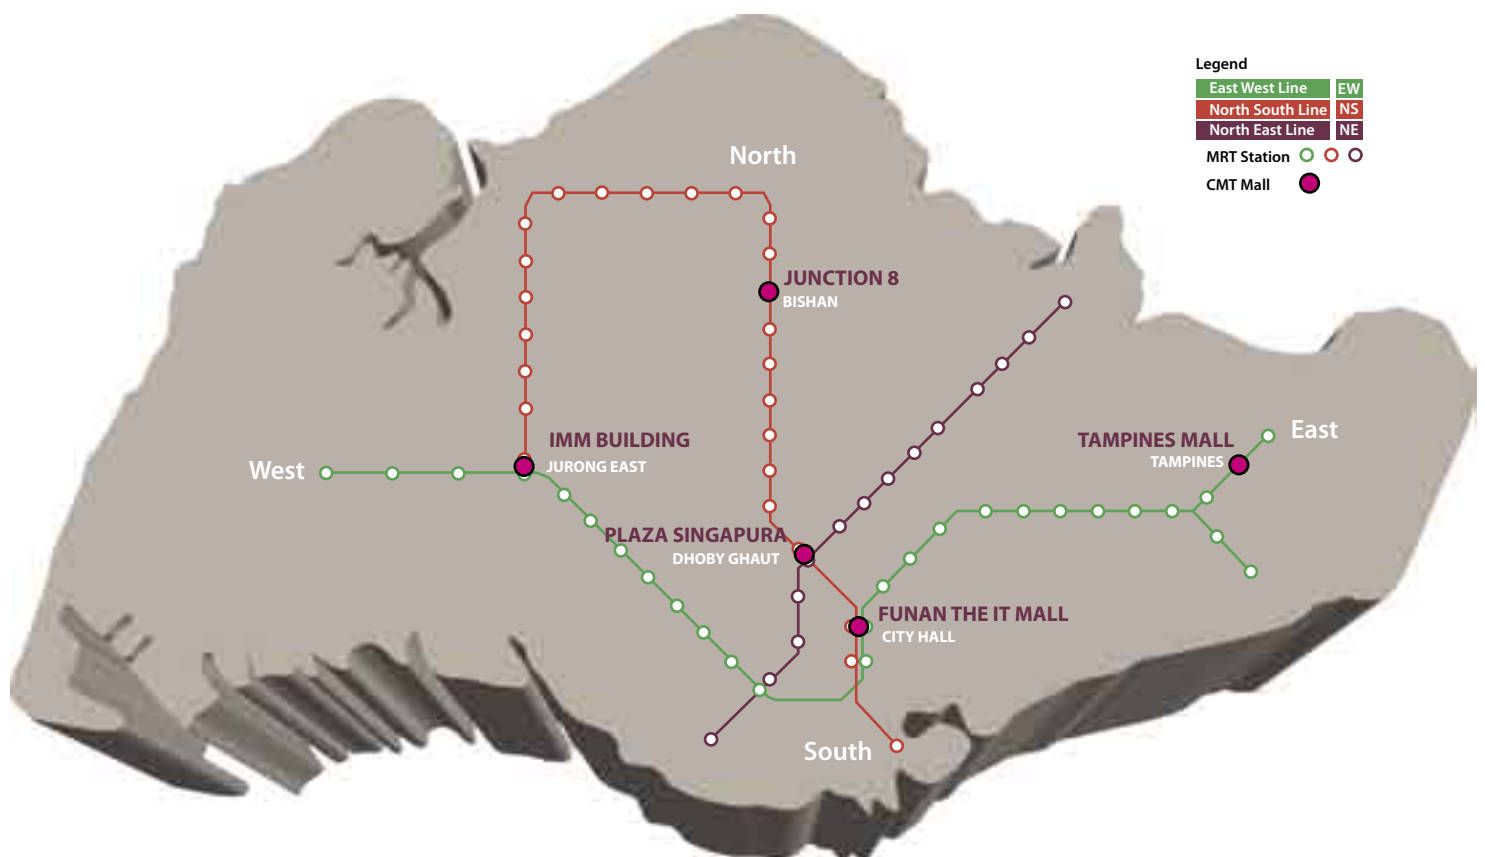 Legend
East West Line EW
North South Line NS
North East Line NE
MRT Station
CMT Mall
North
JUNCTION 8
BISHAN
IMM BUILDING
JURONG EAST
West
TAMPINES MALL
TAMPINES
East
PLAZA SINGAPURA
DHOBY GHAUT
FUNAN THE IT MALL
CITY HALL
South